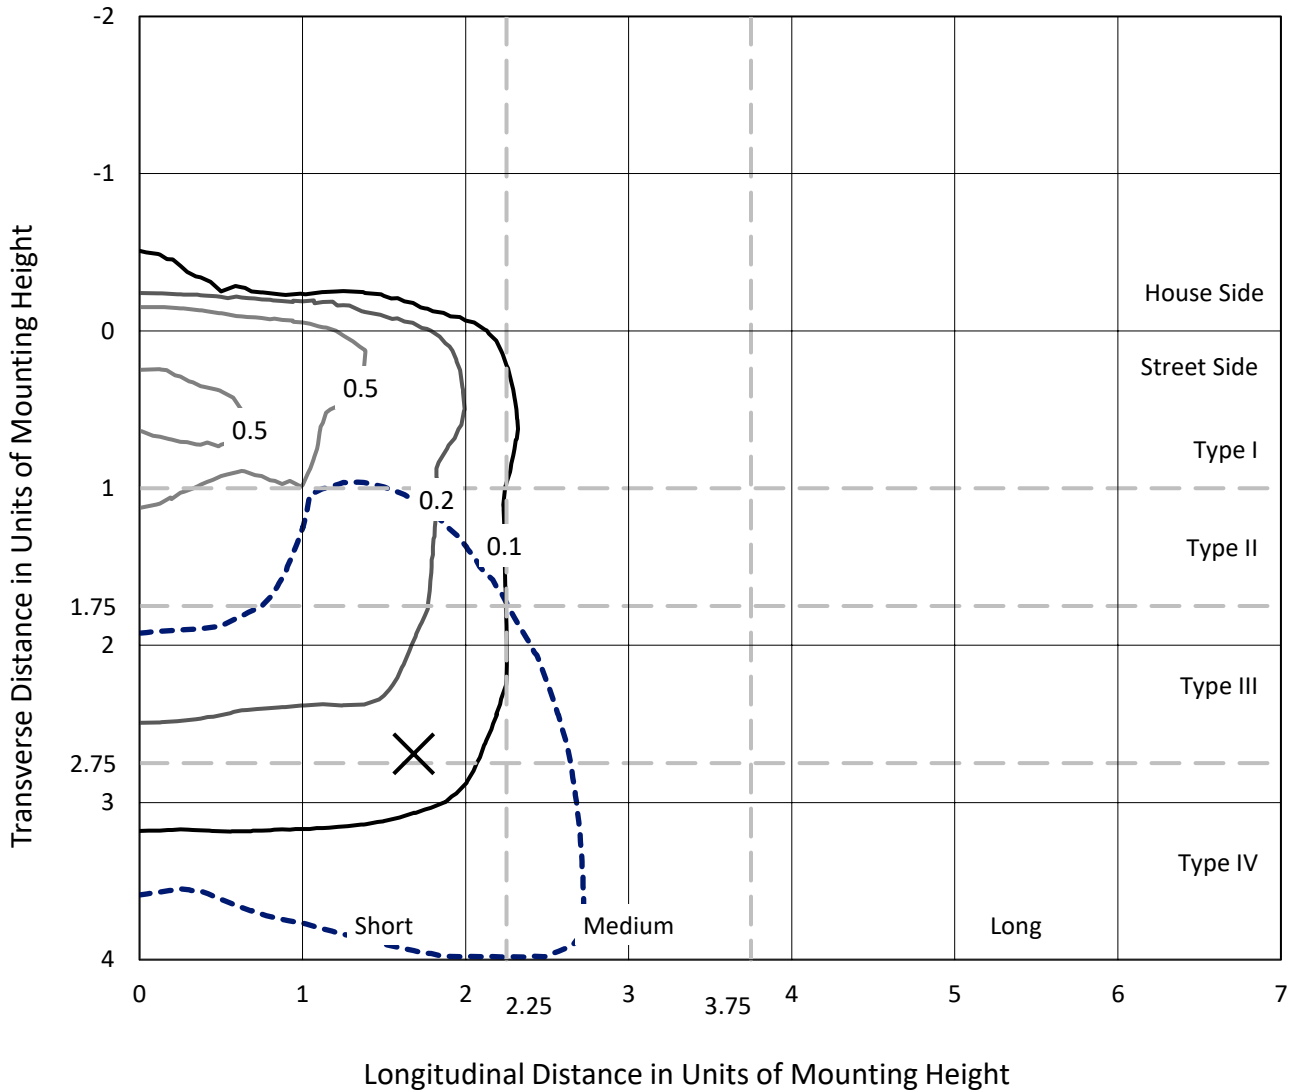 -2
-1
House Side
0
Street Side
0.5
0.5
Type I
1
0.2
0.1
Type II
1.75
2
Type III
2.75
3
Type IV
Short
Medium
Long
4
0
1
2
2.25
3
3.75
4
5
6
7
Transverse Distance in Units of Mounting Height
Longitudinal Distance in Units of Mounting Height